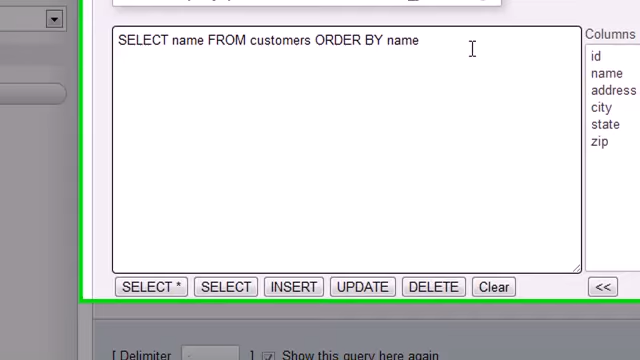 SELECT name FROM customers ORDER BY name
Columns
id
name
address
city
state
zip
SELECT * SELECT INSERT UPDATE DELETE Clear <<
[ Delimiter ; ] Show this query here again